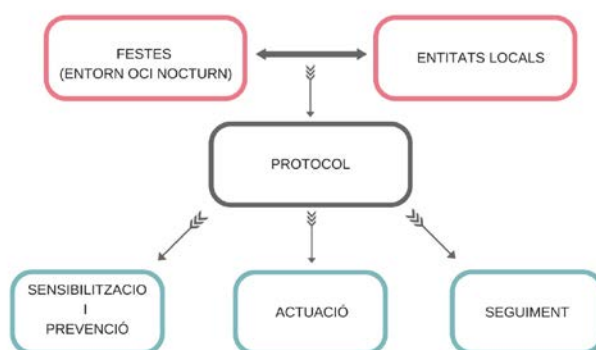 FESTES
(ENTORN OCI NOCTURN)
ENTITATS LOCALS
PROTOCOL
SENSIBILITZACIO
I
PREVENCIÓ
ACTUACIÓ
SEGUIMENT